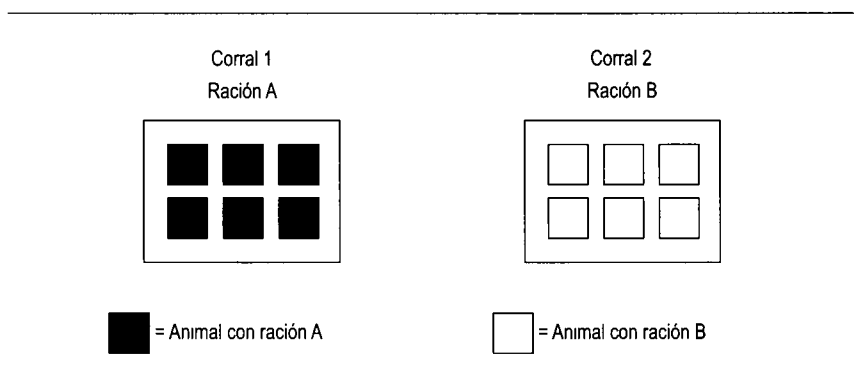 Corral 1
Ración A
Corral 2
Ración B
= Animal con ración A
= Animal con ración B